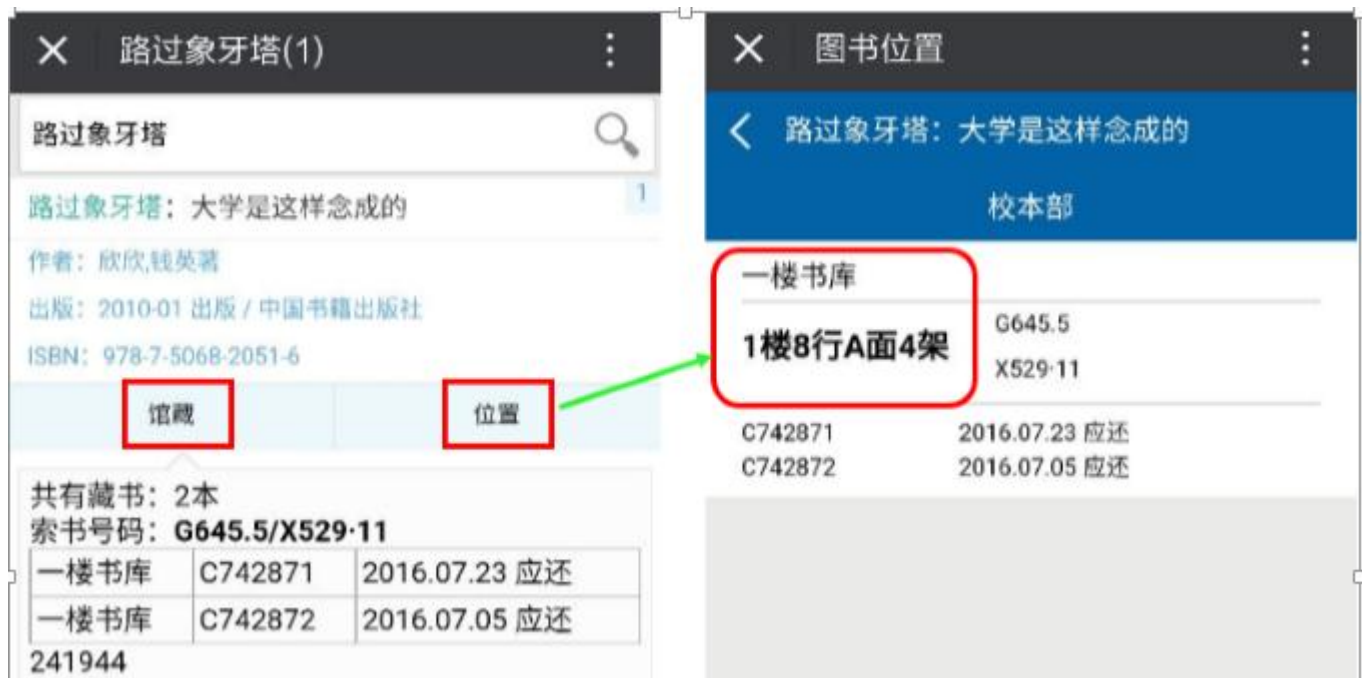 路过象牙塔(1)
路过象牙塔
路过象牙塔：大学是这样念成的
1
作者：欣欣,钱英著
出版：2010-01 出版 / 中国书籍出版社
ISBN：978-7-5068-2051-6
馆藏
位置
共有藏书：2本
索书号码：G645.5/X529·11
一楼书库 C742871 2016.07.23 应还
一楼书库 C742872 2016.07.05 应还
241944
图书位置
路过象牙塔：大学是这样念成的
校本部
一楼书库
1楼8行A面4架
G645.5
X529·11
C742871 2016.07.23 应还
C742872 2016.07.05 应还